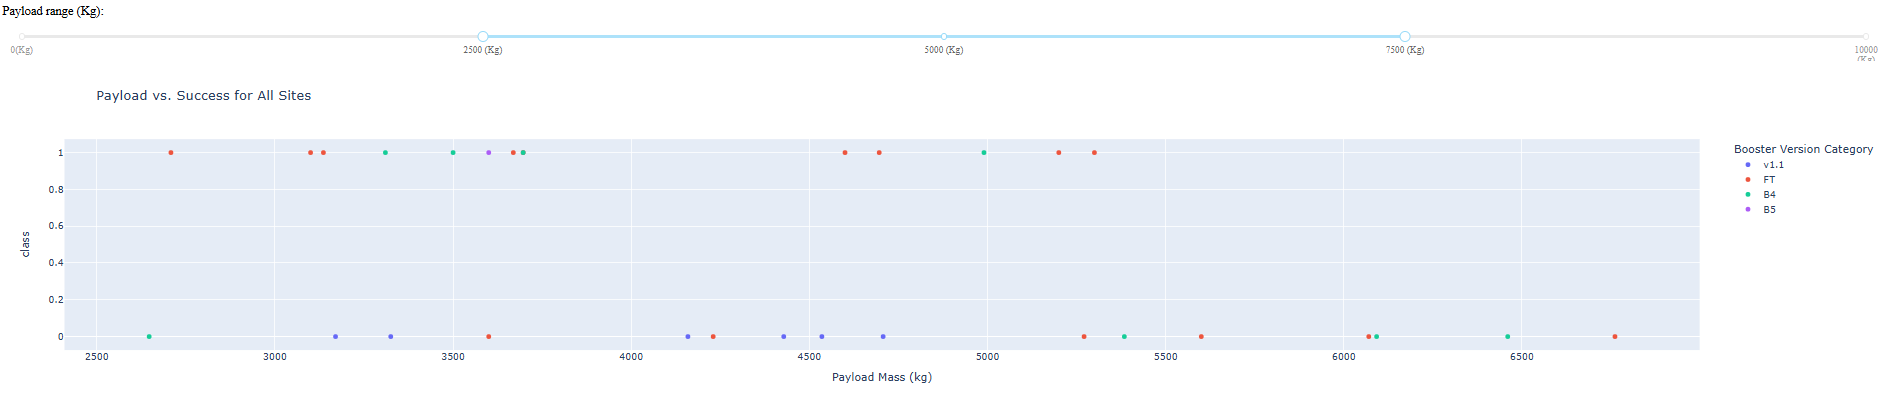 Payload range (Kg):
0(Kg) 2500 (Kg) 5000 (Kg) 7500 (Kg) 10000
(Kg)
Payload vs. Success for All Sites
Booster Version Category
v1.1
FT
B4
B5
1
0.8
0.6
0.4
0.2
0
class
2500 3000 3500 4000 4500 5000 5500 6000 6500
Payload Mass (kg)